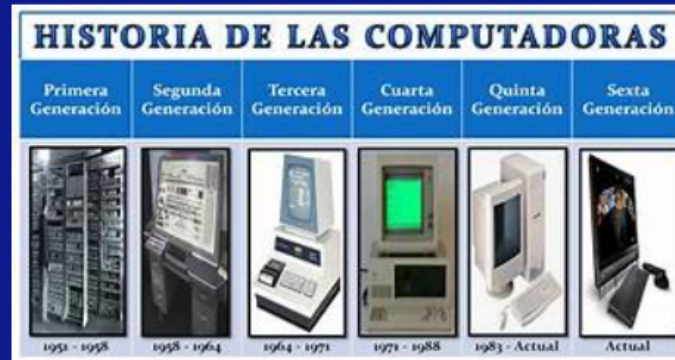 HISTORIA DE LAS COMPUTADORAS
Primera Generación
Segunda Generación
Tercera Generación
Cuarta Generación
Quinta Generación
Sexta Generación
1951 - 1958
1958 - 1964
1964 - 1971
1971 - 1988
1983 - Actual
Actual